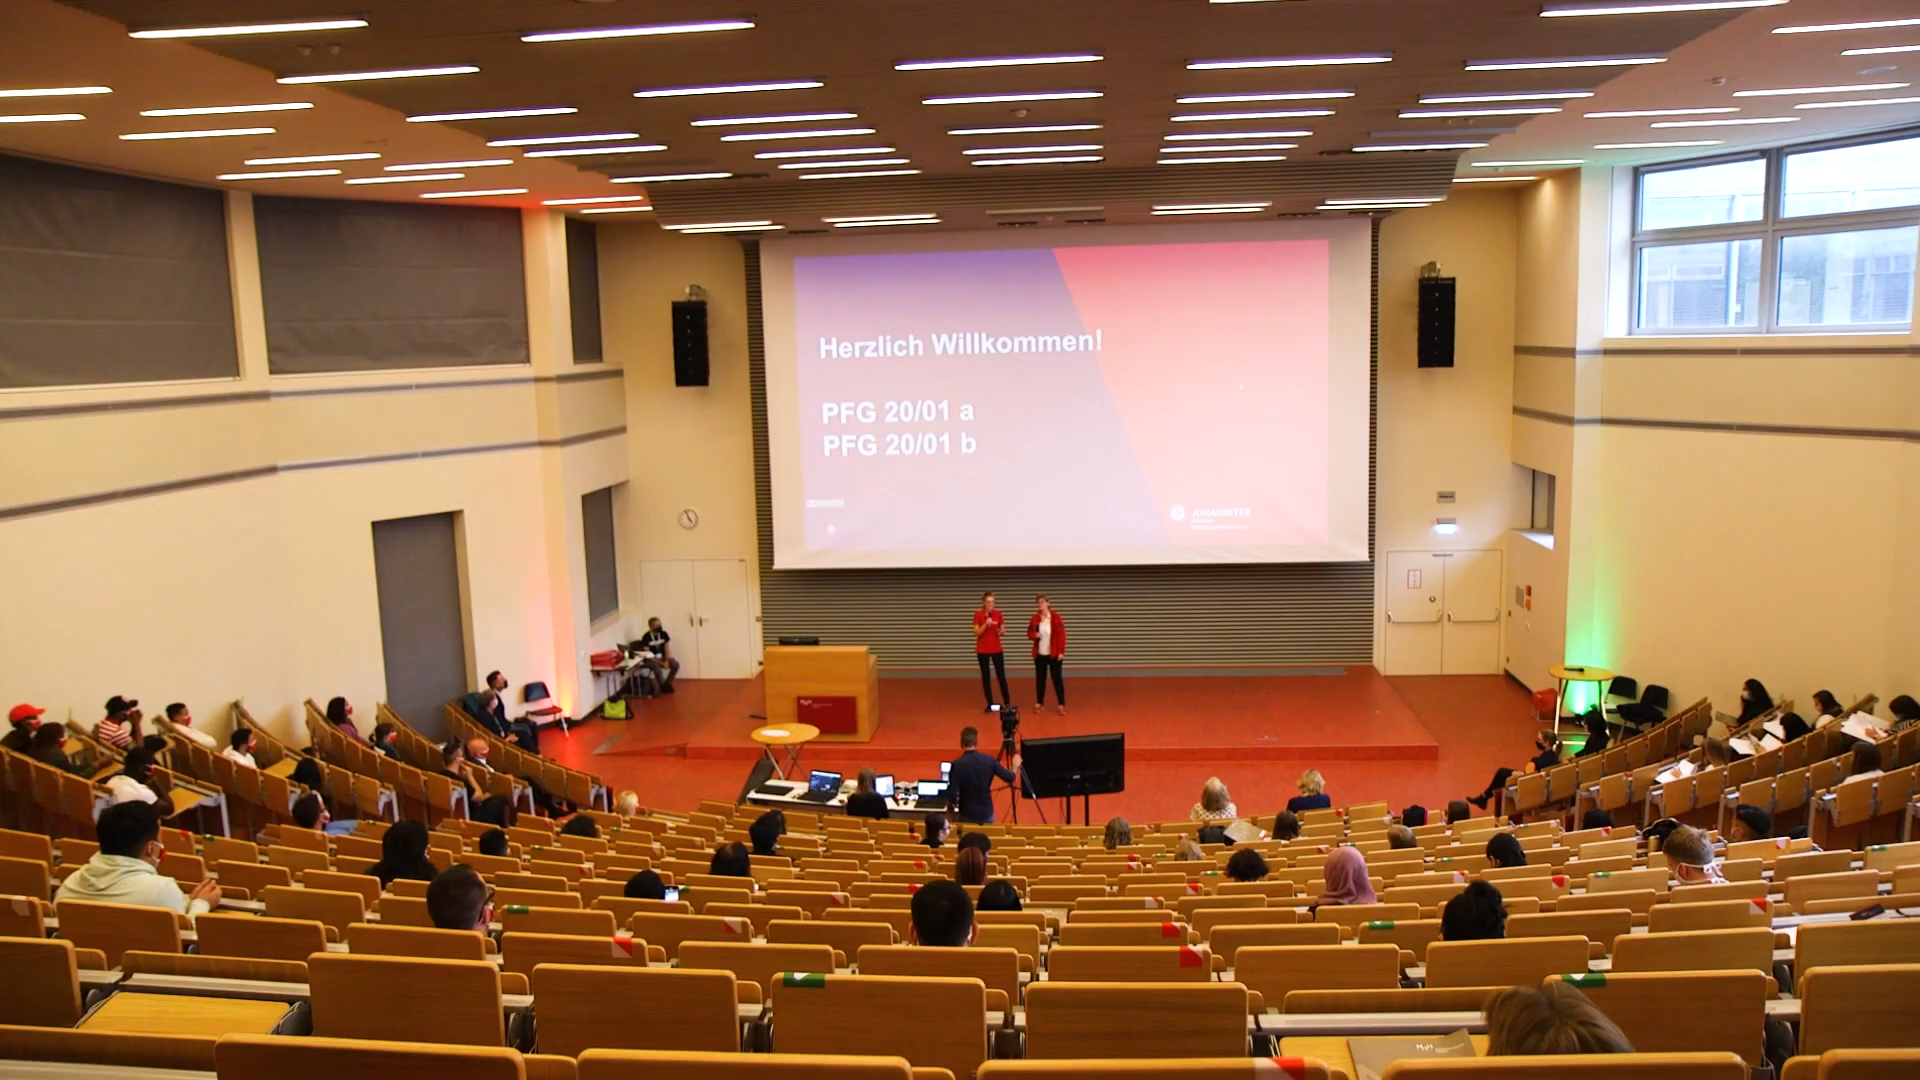 Herzlich Willkommen!
PFG 20/01 a
PFG 20/01 b
JOHANNITER